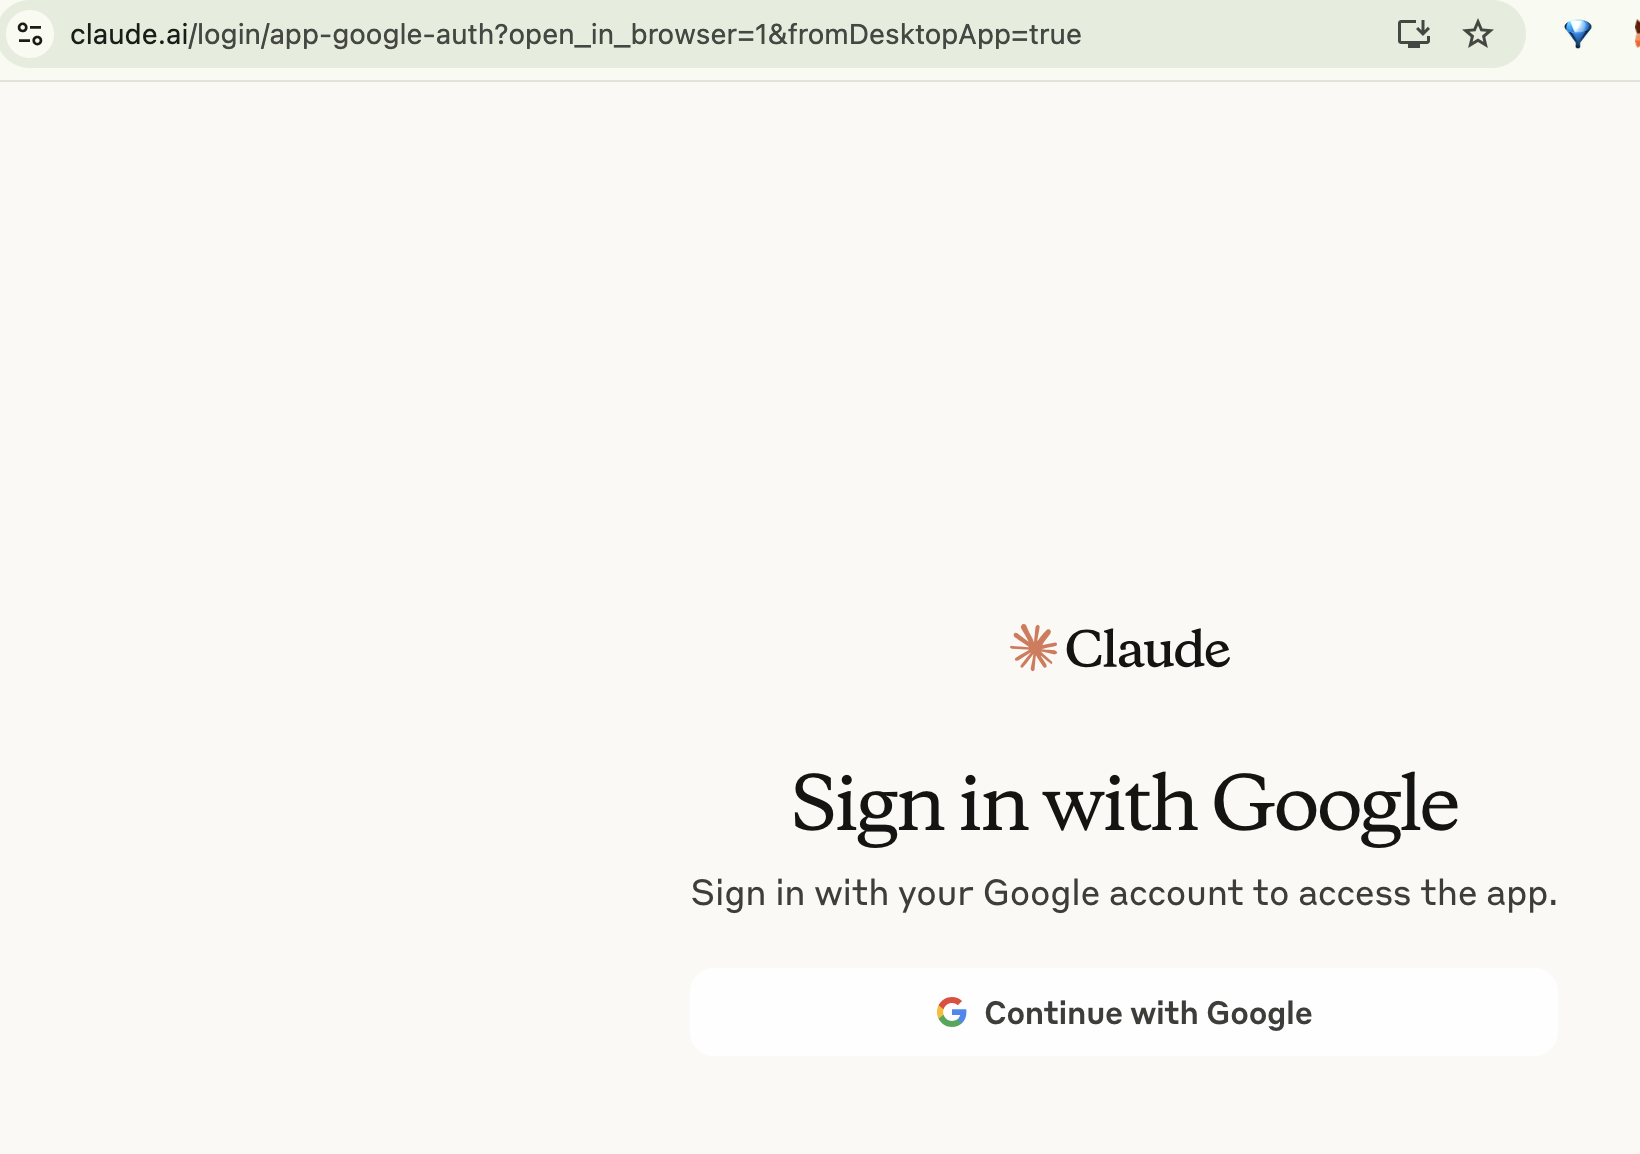 claude.ai/login/app-google-auth?open_in_browser=1&fromDesktopApp=true
Claude
Sign in with Google
Sign in with your Google account to access the app.
Continue with Google